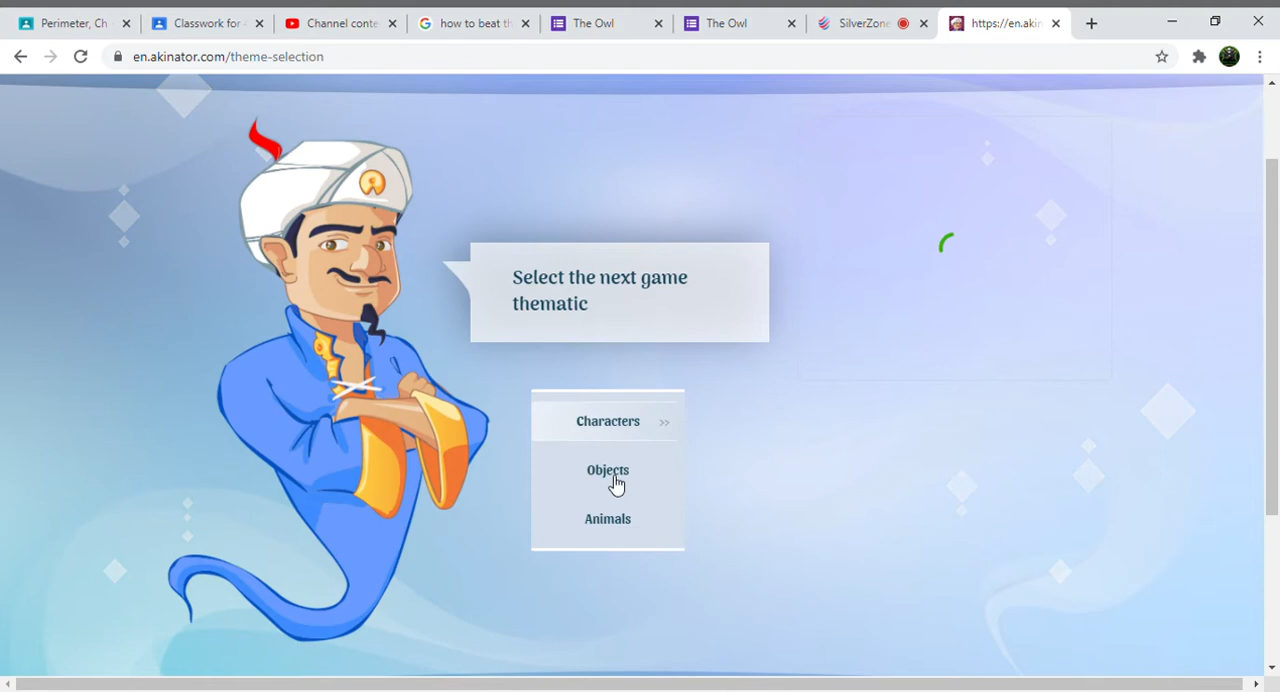 Perimeter, Ch
Classwork for
Channel conte
how to beat th
The Owl
The Owl
SilverZone
https://en.akin
en.akinator.com/theme-selection
Select the next game
thematic
Characters >>
Objects
Animals